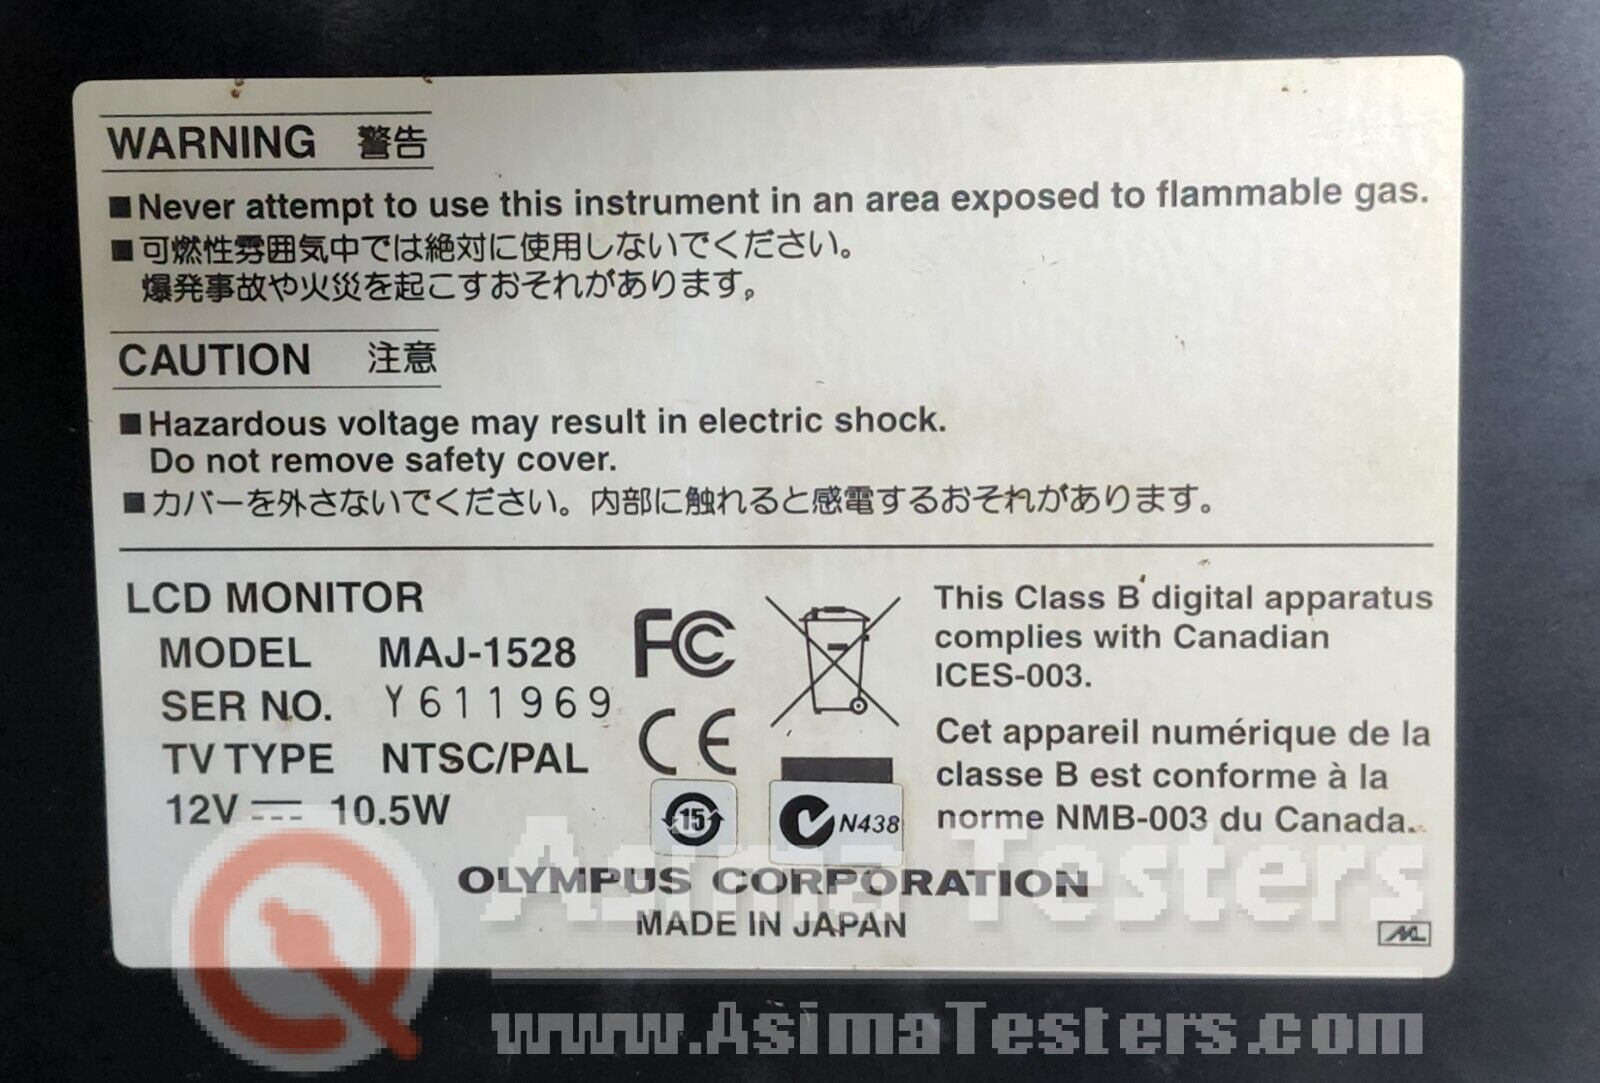 WARNING 警告
■Never attempt to use this instrument in an area exposed to flammable gas.
■可燃性雰囲気中では絶対に使用しないでください。
爆発事故や火災を起こすおそれがあります。
CAUTION 注意
■Hazardous voltage may result in electric shock.
Do not remove safety cover.
■カバーを外さないでください。内部に触れると感電するおそれがあります。
LCD MONITOR
MODEL MAJ-1528
SER NO. Y611969
TV TYPE NTSC/PAL
12V 10.5W
FC
CE
15
N438
This Class B digital apparatus
complies with Canadian
ICES-003.
Cet appareil numérique de la
classe B est conforme à la
norme NMB-003 du Canada.
OLYMPUS CORPORATION
MADE IN JAPAN
Asima Testers
www.AsimaTesters.com